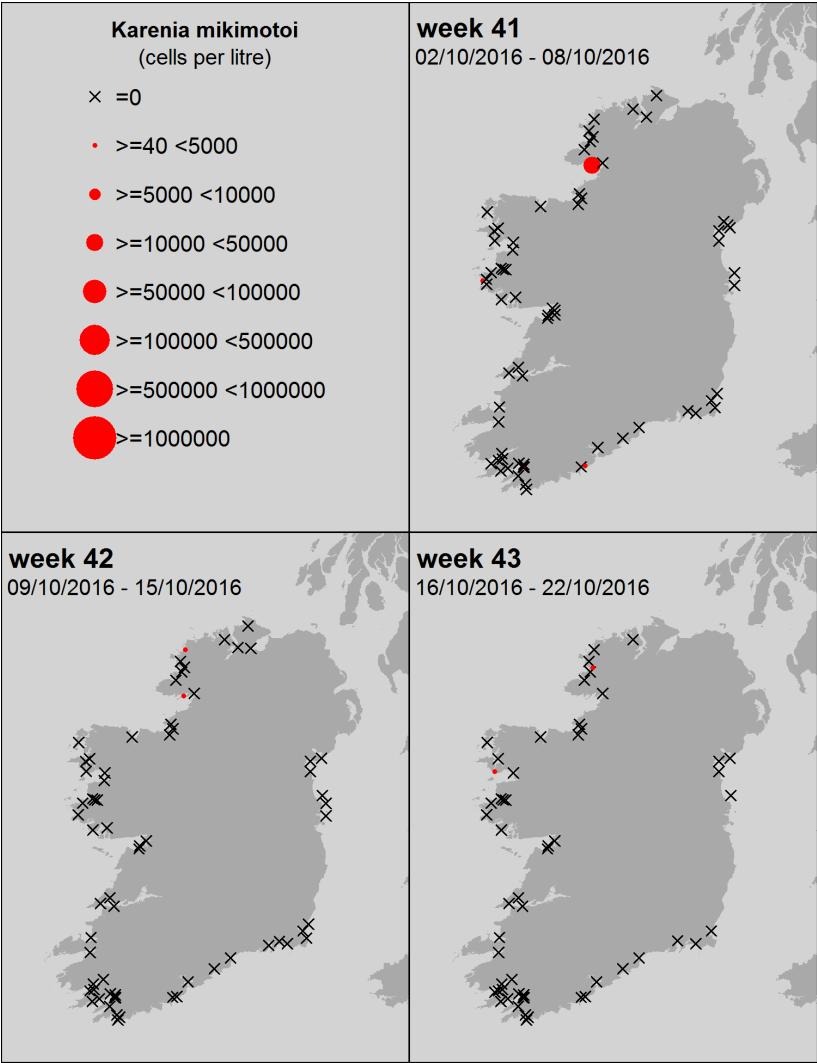 Karenia mikimotoi
(cells per litre)
=0
>=40 <5000
>=5000 <10000
>=10000 <50000
>=50000 <100000
>=100000 <500000
>=500000 <1000000
>=1000000
week 41
02/10/2016 - 08/10/2016
week 42
09/10/2016 - 15/10/2016
week 43
16/10/2016 - 22/10/2016